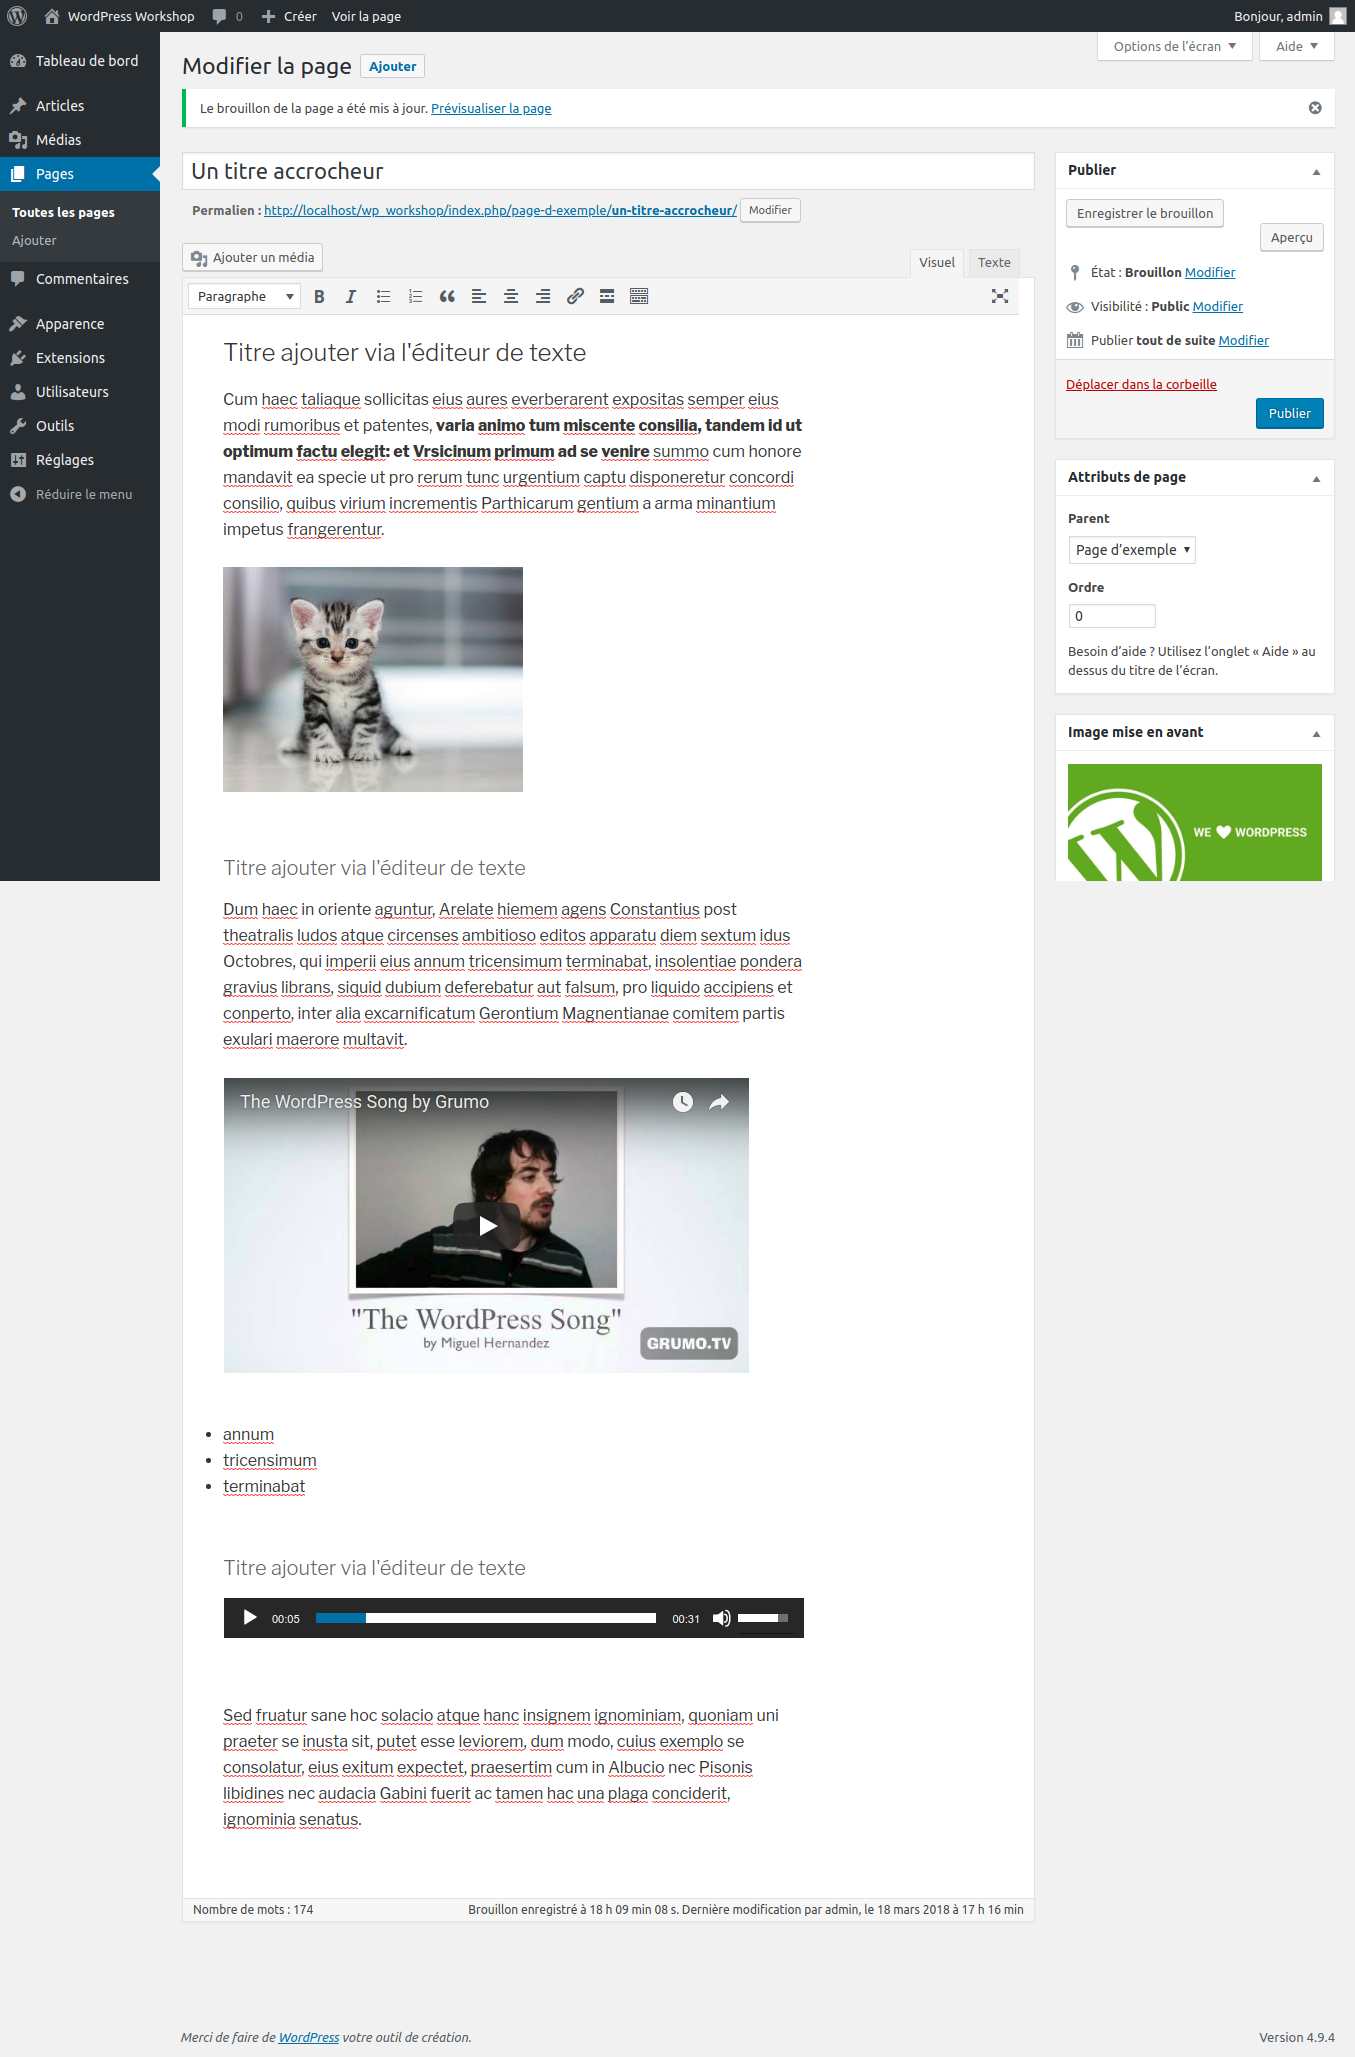 WordPress Workshop 0 Créer Voir la page Bonjour, admin
Options de l'écran Aide
Tableau de bord
Articles
Médias
Pages
Toutes les pages
Ajouter
Commentaires
Apparence
Extensions
Utilisateurs
Outils
Réglages
Réduire le menu
Modifier la page Ajouter
Le brouillon de la page a été mis à jour. Prévisualiser la page
Un titre accrocheur
Permalien : http://localhost/wp_workshop/index.php/page-d-exemple/un-titre-accrocheur/ Modifier
Ajouter un média
Visuel Texte
Paragraphe
Titre ajouter via l'éditeur de texte
Cum haec taliaque sollicitas eius aures everberarent expositas semper eius
modi rumoribus et patentes, varia animo tum miscente consilia, tandem id ut
optimum factu elegit: et Vrsicinum primum ad se venire summo cum honore
mandavit ea specie ut pro rerum tunc urgentium captu disponeretur concordi
consilio, quibus virium incrementis Parthicarum gentium a arma minantium
impetus frangerentur.
Titre ajouter via l'éditeur de texte
Dum haec in oriente aguntur, Arelate hiemem agens Constantius post
theatralis ludos atque circenses ambitioso editos apparatu diem sextum idus
Octobres, qui imperii eius annum tricensimum terminabat, insolentiae pondera
gravius librans, siquid dubium deferebatur aut falsum, pro liquido accipiens et
conperto, inter alia excarnificatum Gerontium Magnentianae comitem partis
exulari maerore multavit.
The WordPress Song by Grumo
"The WordPress Song"
by Miguel Hernandez
GRUMO.TV
annum
tricensimum
terminabat
Titre ajouter via l'éditeur de texte
00:05 00:31
Sed fruatur sane hoc solacio atque hanc insignem ignominiam, quoniam uni
praeter se inusta sit, putet esse leviorem, dum modo, cuius exemplo se
consolatur, eius exitum expectet, praesertim cum in Albucio nec Pisonis
libidines nec audacia Gabini fuerit ac tamen hac una plaga conciderit,
ignominia senatus.
Nombre de mots : 174 Brouillon enregistré à 18 h 09 min 08 s. Dernière modification par admin, le 18 mars 2018 à 17 h 16 min
Publier
Enregistrer le brouillon
Aperçu
État : Brouillon Modifier
Visibilité : Public Modifier
Publier tout de suite Modifier
Déplacer dans la corbeille
Publier
Attributs de page
Parent
Page d'exemple
Ordre
0
Besoin d'aide ? Utilisez l'onglet « Aide » au
dessus du titre de l'écran.
Image mise en avant
WE WORDPRESS
Merci de faire de WordPress votre outil de création. Version 4.9.4